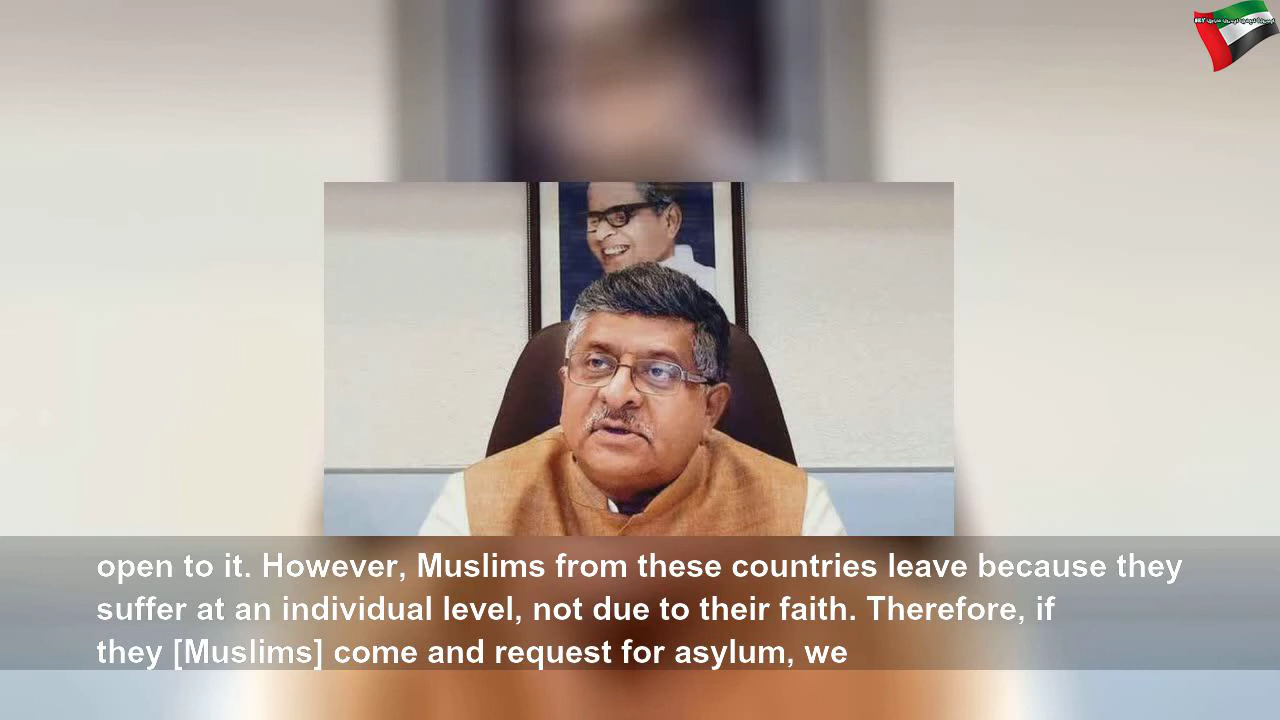 open to it. However, Muslims from these countries leave because they
suffer at an individual level, not due to their faith. Therefore, if
they [Muslims] come and request for asylum, we